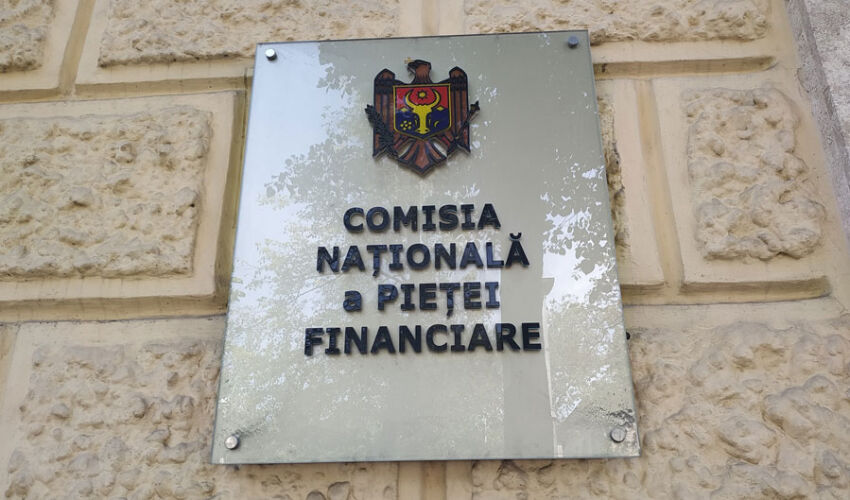 COMISIA
NAȚIONALĂ
a PIEȚEI
FINANCIARE